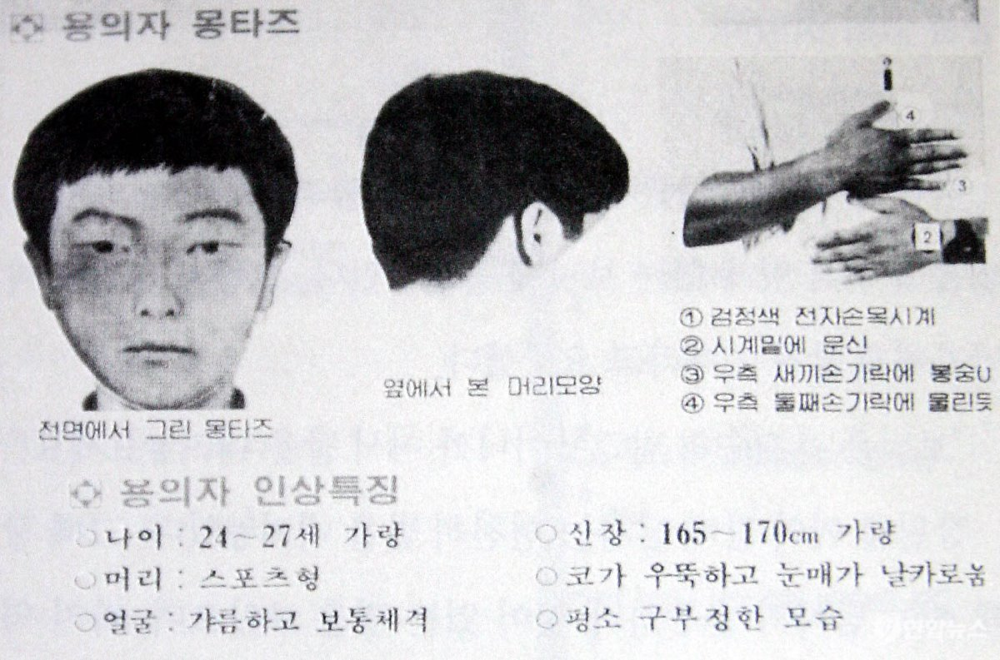 용의자 몽타즈
4
3
2
① 검정색 전자손목시계
② 시계밑에 문신
③ 우측 새끼손가락에 봉숭
④ 우측 둘째손가락에 물린듯
옆에서 본 머리모양
전면에서 그린 몽타즈
용의자 인상특징
○ 나이 : 24~27세 가량
○ 신장 : 165~170cm 가량
○ 머리 : 스포츠형
○ 코가 우뚝하고 눈매가 날카로움
○ 얼굴 : 갸름하고 보통체격
○ 평소 구부정한 모습
연합뉴스